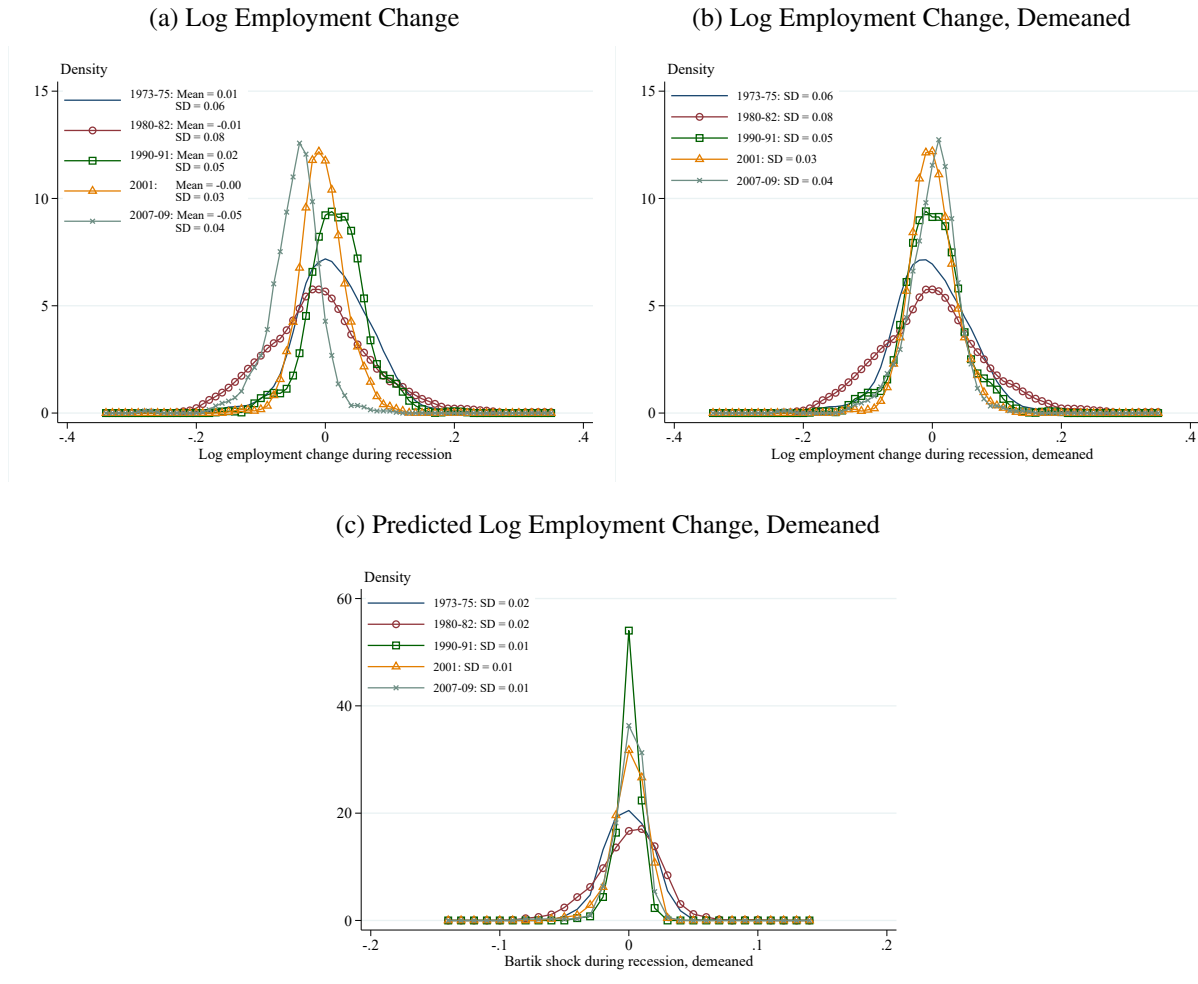 (a) Log Employment Change
Density
15
10
5
0
1973-75: Mean = 0.01
SD = 0.06
1980-82: Mean = -0.01
SD = 0.08
1990-91: Mean = 0.02
SD = 0.05
2001: Mean = -0.00
SD = 0.03
2007-09: Mean = -0.05
SD = 0.04
-.4 -.2 0 .2 .4
Log employment change during recession
(b) Log Employment Change, Demeaned
Density
15
10
5
0
1973-75: SD = 0.06
1980-82: SD = 0.08
1990-91: SD = 0.05
2001: SD = 0.03
2007-09: SD = 0.04
-.4 -.2 0 .2 .4
Log employment change during recession, demeaned
(c) Predicted Log Employment Change, Demeaned
Density
60
40
20
0
1973-75: SD = 0.02
1980-82: SD = 0.02
1990-91: SD = 0.01
2001: SD = 0.01
2007-09: SD = 0.01
-.2 -.1 0 .1 .2
Bartik shock during recession, demeaned